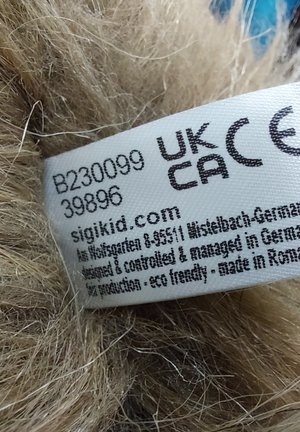 B230099
39896
UK
CA
CE
sigikid.com
Am Wolfsgarten 8-95511 Mistelbach-German
designed & controlled & managed in Germa
production - eco friendly - made in Roma